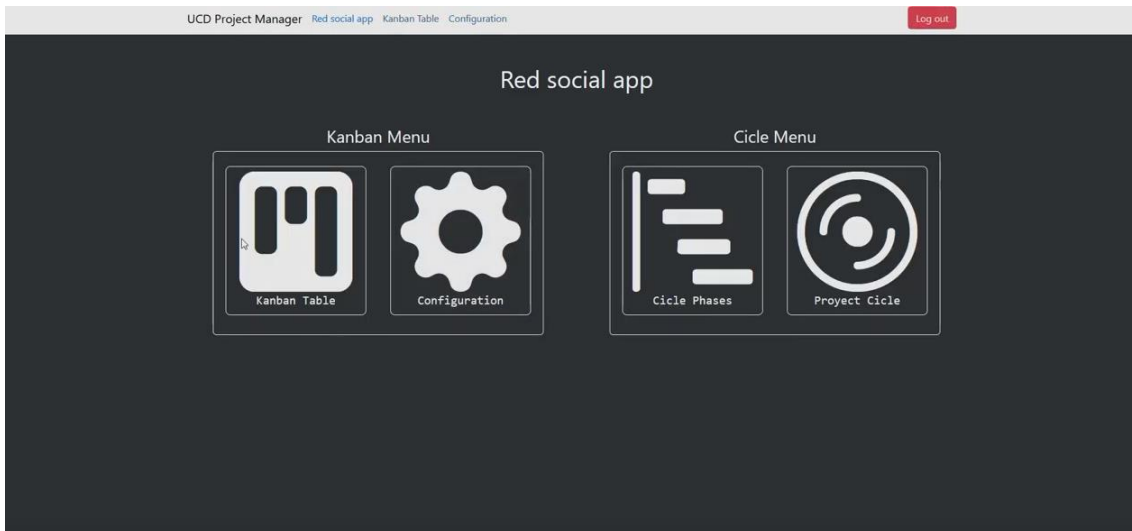 UCD Project Manager Red social app Kanban Table Configuration Log out
Red social app
Kanban Menu
Cicle Menu
Kanban Table
Configuration
Cicle Phases
Proyect Cicle